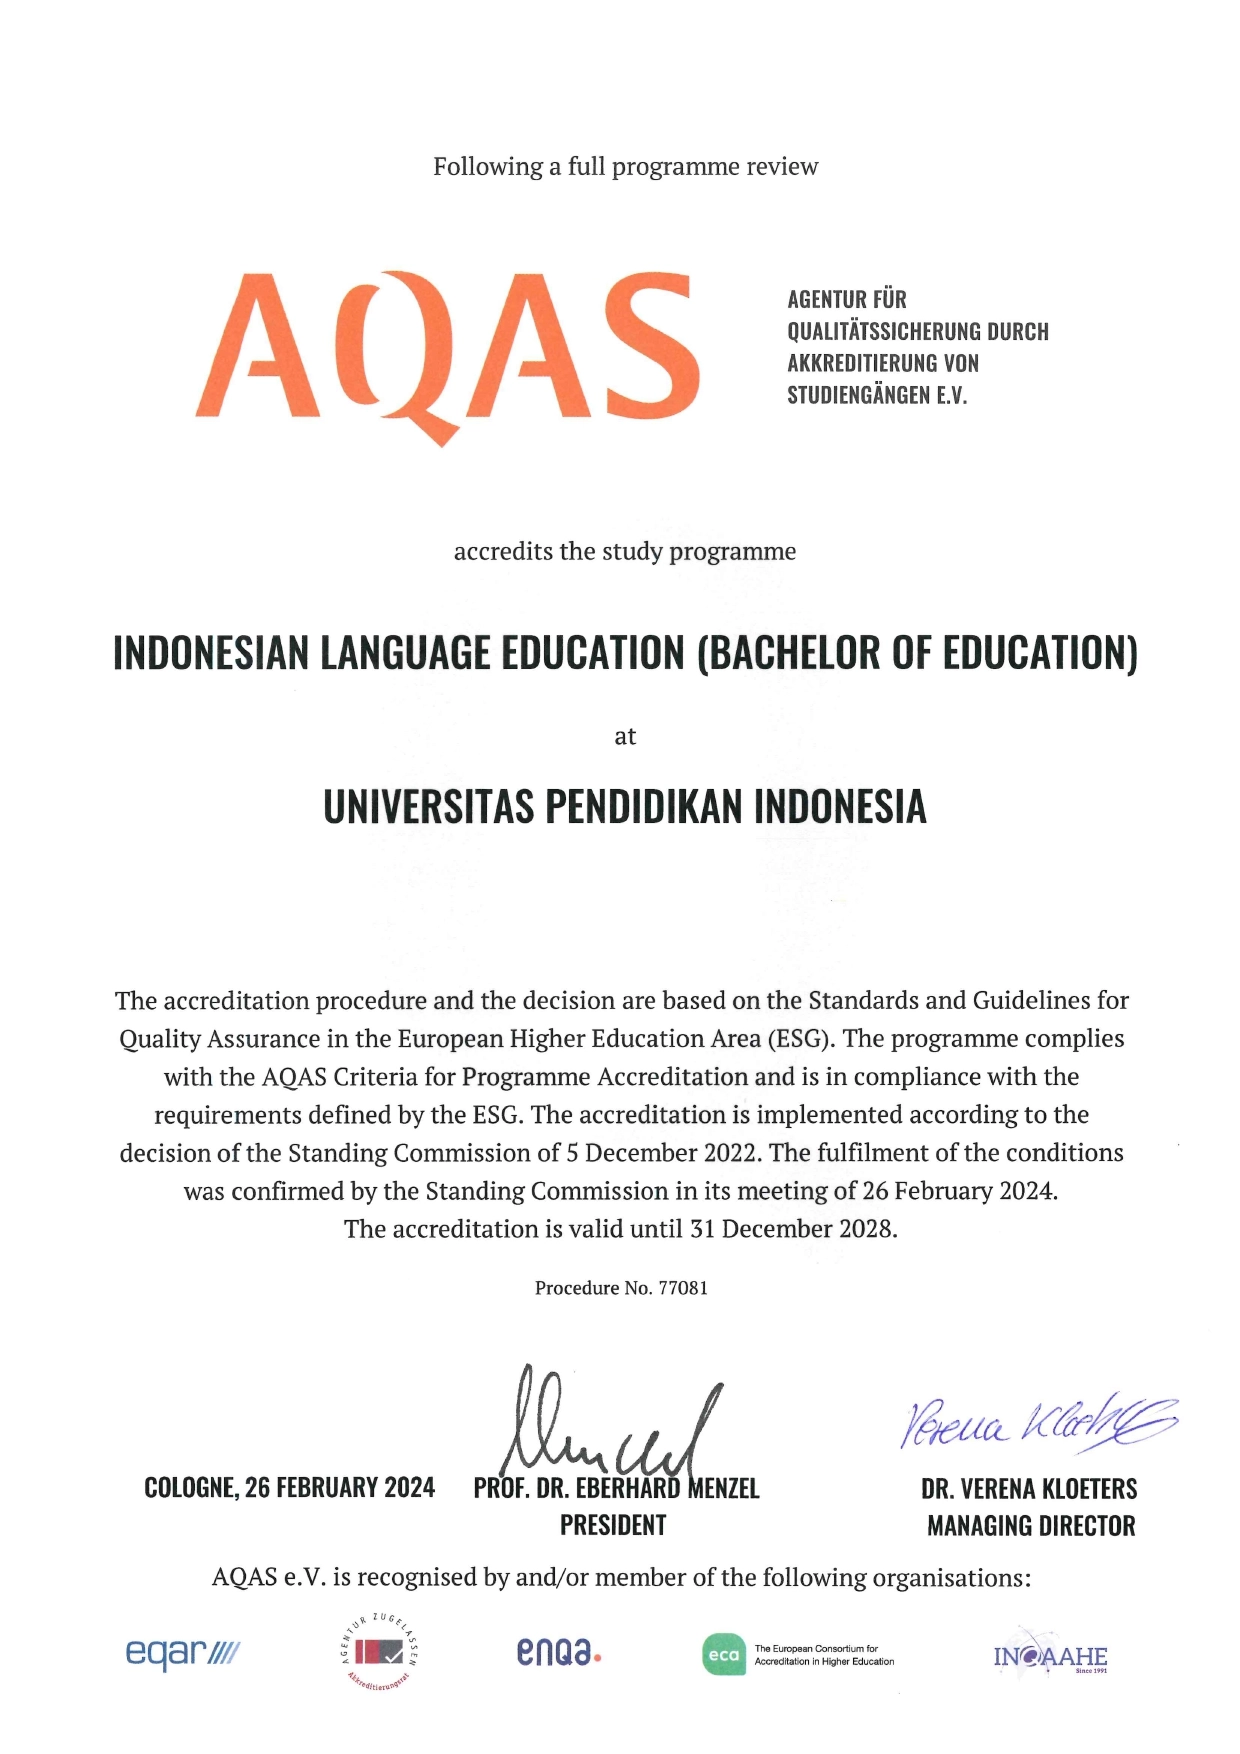 Following a full programme review
AQAS
AGENTUR FÜR
QUALITÄTSSICHERUNG DURCH
AKKREDITIERUNG VON
STUDIENGÄNGEN E.V.
accredits the study programme
INDONESIAN LANGUAGE EDUCATION (BACHELOR OF EDUCATION)
at
UNIVERSITAS PENDIDIKAN INDONESIA
The accreditation procedure and the decision are based on the Standards and Guidelines for
Quality Assurance in the European Higher Education Area (ESG). The programme complies
with the AQAS Criteria for Programme Accreditation and is in compliance with the
requirements defined by the ESG. The accreditation is implemented according to the
decision of the Standing Commission of 5 December 2022. The fulfilment of the conditions
was confirmed by the Standing Commission in its meeting of 26 February 2024.
The accreditation is valid until 31 December 2028.
Procedure No. 77081
Menzel
Verena Kloeters
COLOGNE, 26 FEBRUARY 2024
PROF. DR. EBERHARD MENZEL
PRESIDENT
DR. VERENA KLOETERS
MANAGING DIRECTOR
AQAS e.V. is recognised by and/or member of the following organisations:
eqar
AGENTUR ZUGELASSEN
Akkreditierungsrat
enqa.
eca
The European Consortium for
Accreditation in Higher Education
INQAAHE
Since 1991